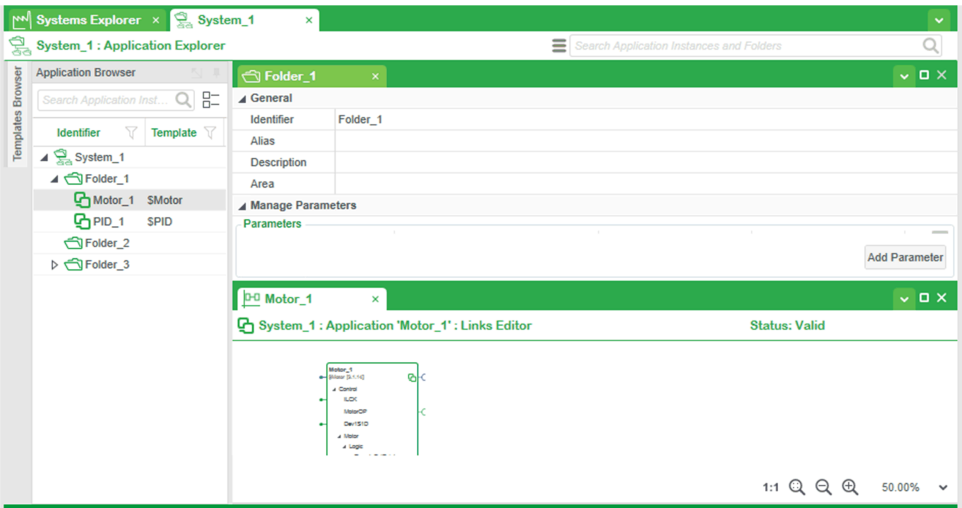 Systems Explorer × System_1 ×
System_1 : Application Explorer
Search Application Instances and Folders
Templates Browser
Application Browser
Search Application Inst...
Identifier Template
System_1
Folder_1
Motor_1 $Motor
PID_1 $PID
Folder_2
Folder_3
Folder_1 ×
General
Identifier Folder_1
Alias
Description
Area
Manage Parameters
Parameters
Add Parameter
Motor_1 ×
System_1 : Application 'Motor_1' : Links Editor Status: Valid
Motor_1
Control
ILCK
MotorOP
Motor
Logic
1:1 50.00%